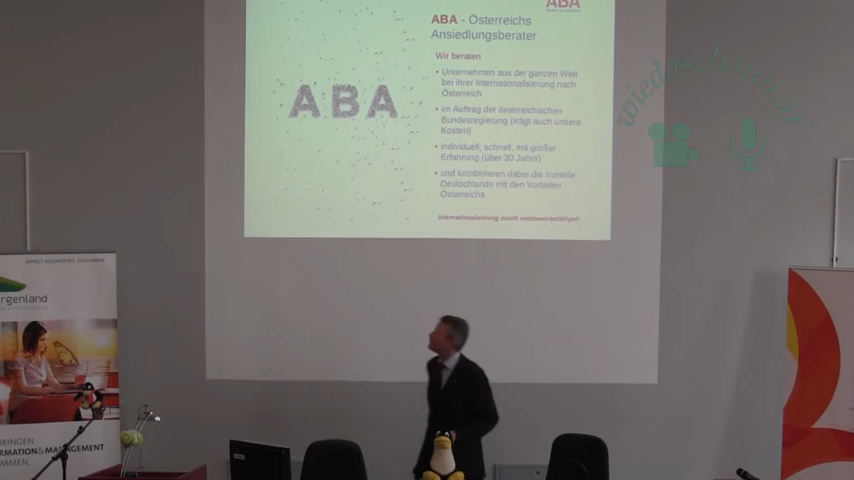 ABA
ABA - Österreichs
Ansiedlungsberater
ABA
Wir beraten
• Unternehmen aus der ganzen Welt
bei ihrer Internationalisierung nach
Österreich
• im Auftrag der österreichischen
Bundesregierung (trägt auch unsere
Kosten)
• individuell, schnell, mit großer
Erfahrung (über 30 Jahre)
• und kombinieren dabei die Vorteile
Deutschlands mit den Vorteilen
Österreichs.
Internationalisierung macht wettbewerbsfähiger!
rgenland
RMATION&MANAGEMENT